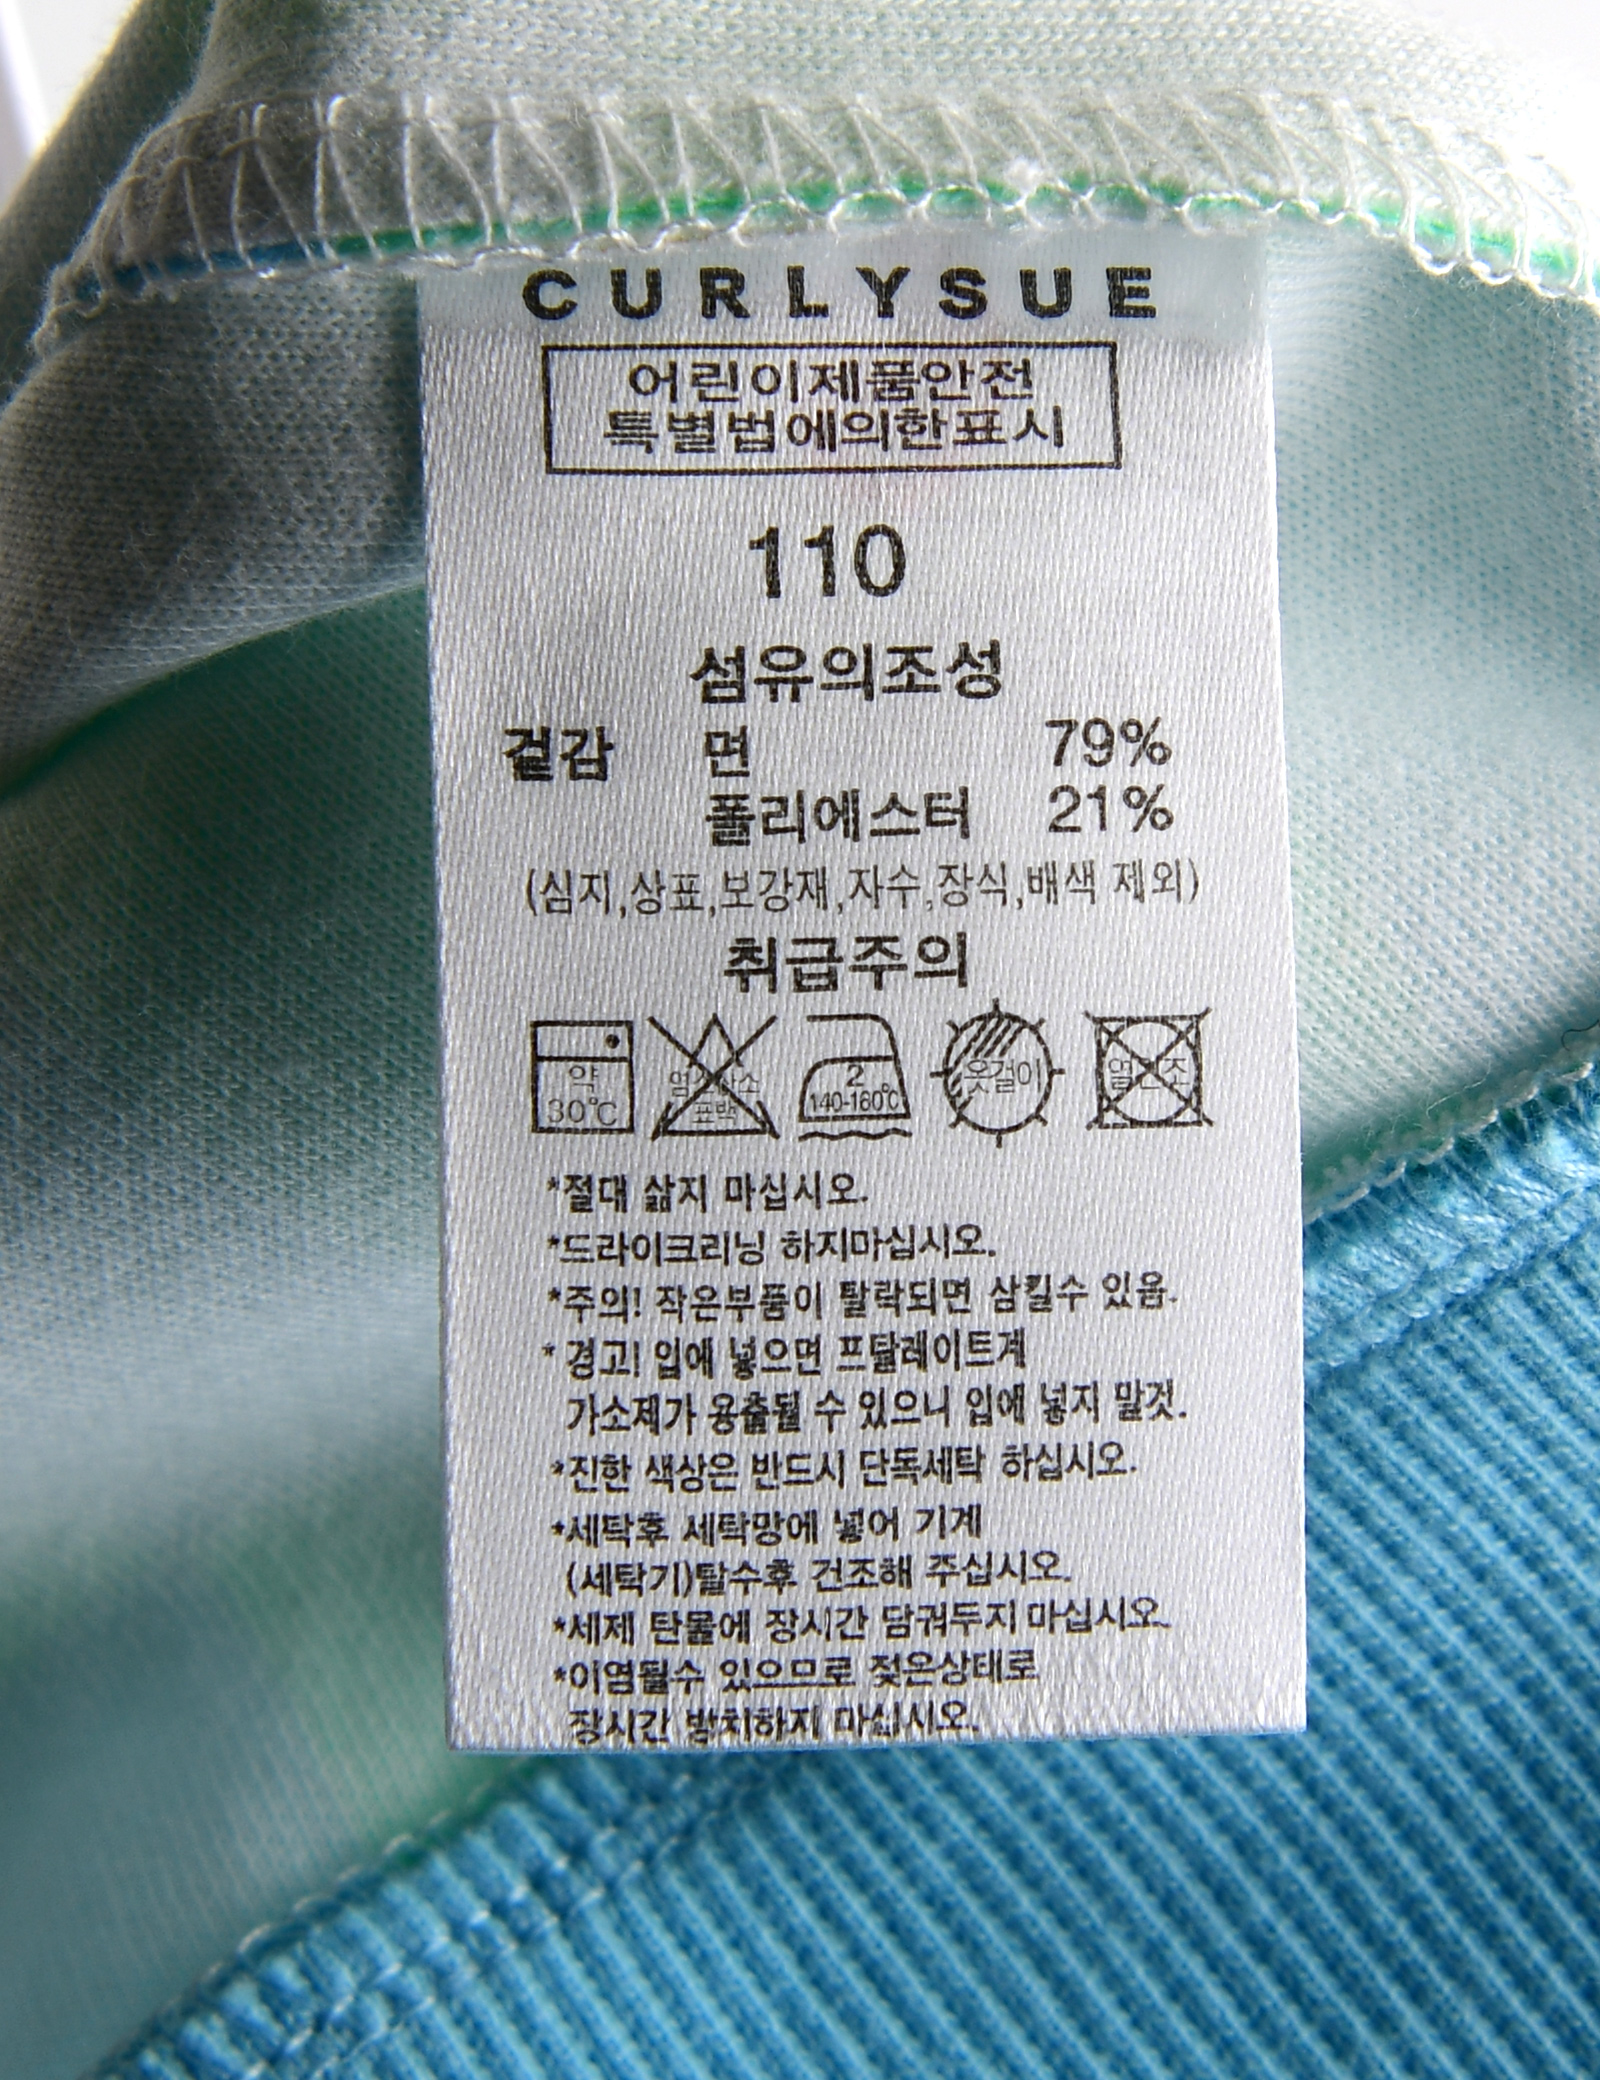 CURLYSUE
어린이제품안전
특별법에의한표시
110
섬유의조성
겉감 면 79%
폴리에스터 21%
(심지,상표,보강재,자수,장식,배색 제외)
취급주의
약
30℃
염소산소
표백
2
140-160℃
옷걸이
열건조
*절대 삶지 마십시오.
*드라이크리닝 하지마십시오.
*주의! 작은부품이 탈락되면 삼킬수 있음.
* 경고! 입에 넣으면 프탈레이트계
가소제가 용출될 수 있으니 입에 넣지 말것.
*진한 색상은 반드시 단독세탁 하십시오.
*세탁후 세탁망에 넣어 기계
(세탁기)탈수후 건조해 주십시오.
*세제 탄물에 장시간 담궈두지 마십시오.
*이염될수 있으므로 젖은상태로
장시간 방치하지 마십시오.